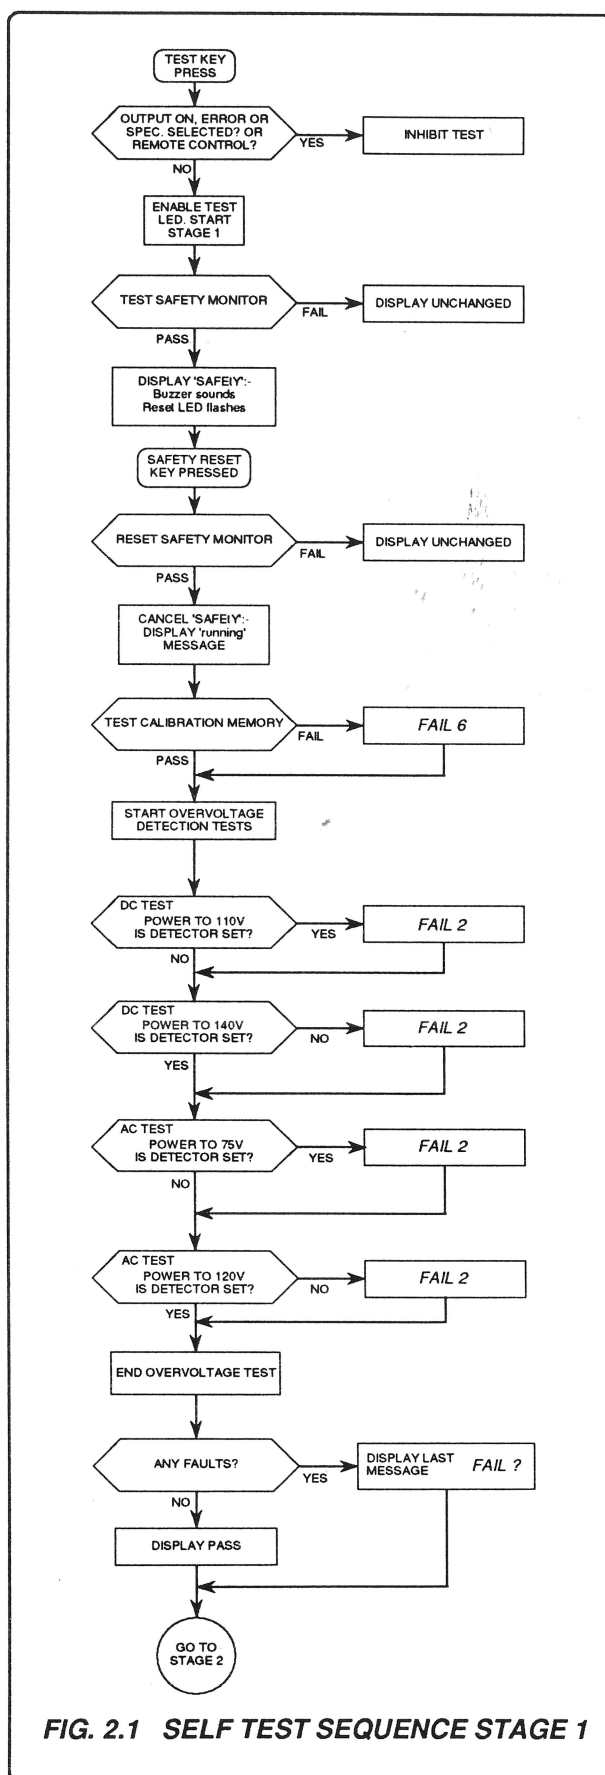 TEST KEY
PRESS
OUTPUT ON, ERROR OR
SPEC. SELECTED? OR
REMOTE CONTROL?
YES
INHIBIT TEST
NO
ENABLE TEST
LED. START
STAGE 1
TEST SAFETY MONITOR
FAIL
DISPLAY UNCHANGED
PASS
DISPLAY 'SAFEtY':-
Buzzer sounds
Reset LED flashes
SAFETY RESET
KEY PRESSED
RESET SAFETY MONITOR
FAIL
DISPLAY UNCHANGED
PASS
CANCEL 'SAFEtY':-
DISPLAY 'running'
MESSAGE
TEST CALIBRATION MEMORY
FAIL
FAIL 6
PASS
START OVERVOLTAGE
DETECTION TESTS
DC TEST
POWER TO 110V
IS DETECTOR SET?
YES
FAIL 2
NO
DC TEST
POWER TO 140V
IS DETECTOR SET?
NO
FAIL 2
YES
AC TEST
POWER TO 75V
IS DETECTOR SET?
YES
FAIL 2
NO
AC TEST
POWER TO 120V
IS DETECTOR SET?
NO
FAIL 2
YES
END OVERVOLTAGE TEST
ANY FAULTS?
YES
DISPLAY LAST
MESSAGE FAIL ?
NO
DISPLAY PASS
GO TO
STAGE 2
FIG. 2.1 SELF TEST SEQUENCE STAGE 1